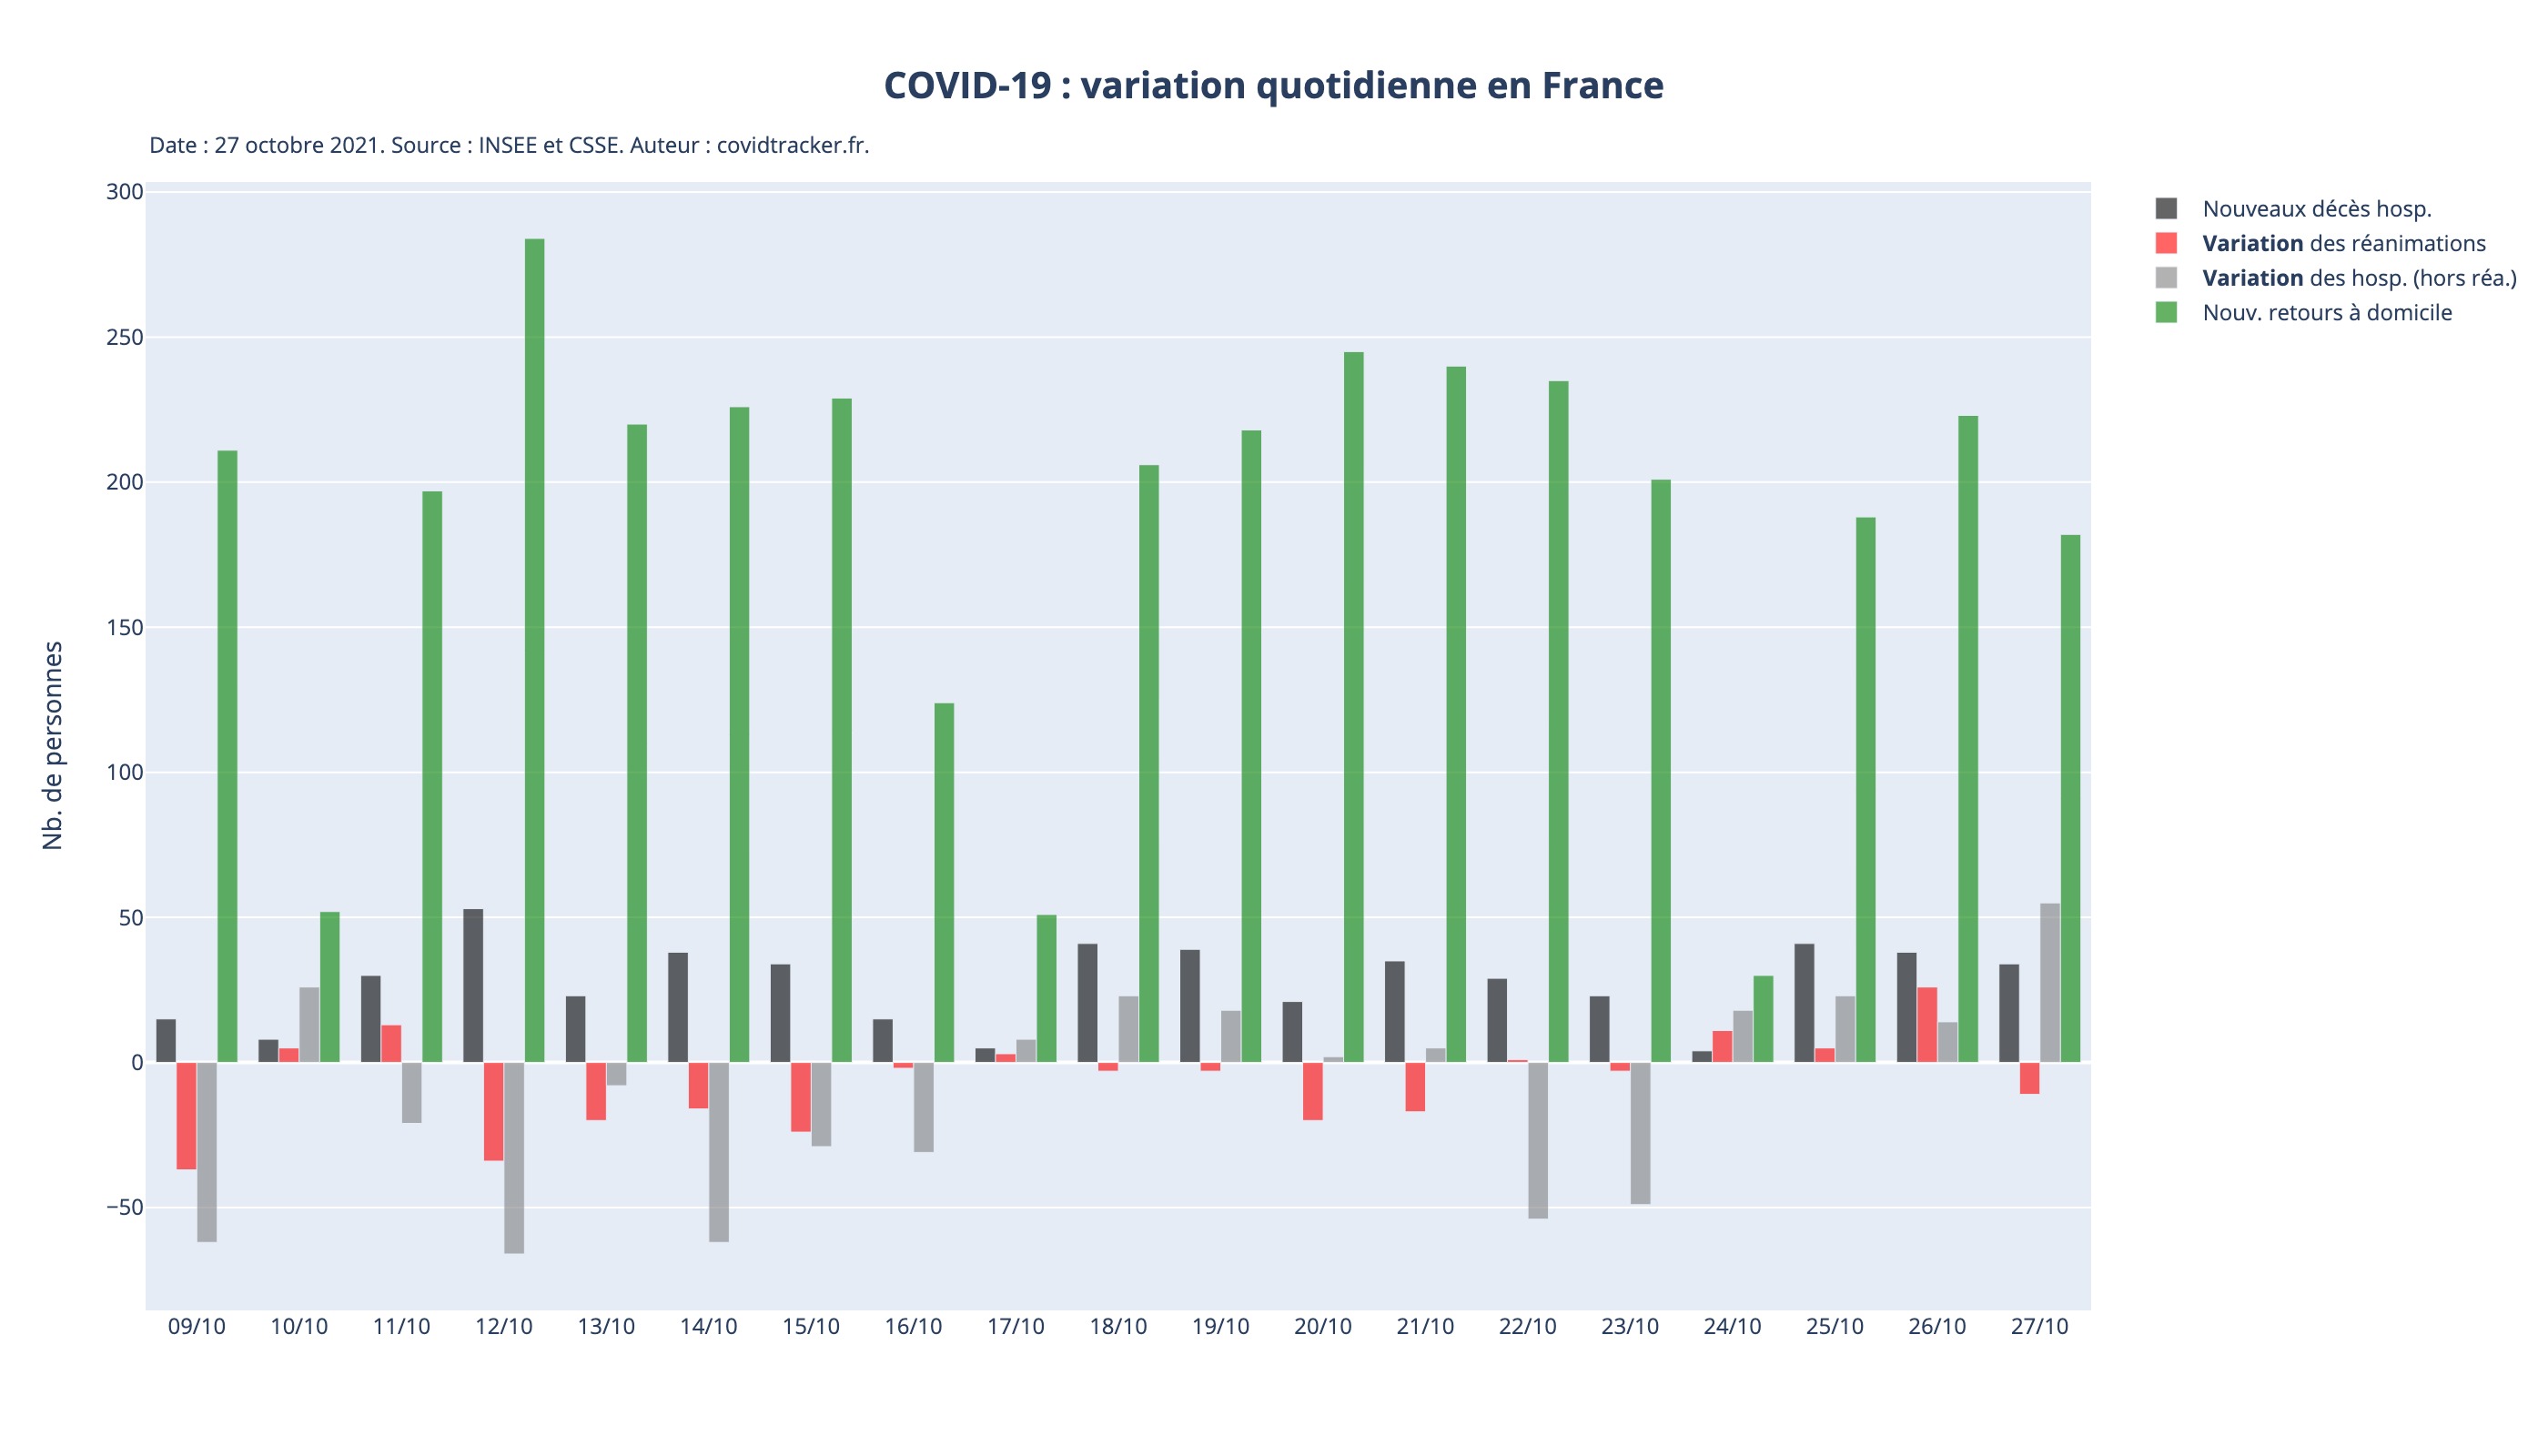 COVID-19 : variation quotidienne en France
Date : 27 octobre 2021. Source : INSEE et CSSE. Auteur : covidtracker.fr.
Nb. de personnes
300
250
200
150
100
50
0
−50
09/10 10/10 11/10 12/10 13/10 14/10 15/10 16/10 17/10 18/10 19/10 20/10 21/10 22/10 23/10 24/10 25/10 26/10 27/10
Nouveaux décès hosp.
Variation des réanimations
Variation des hosp. (hors réa.)
Nouv. retours à domicile